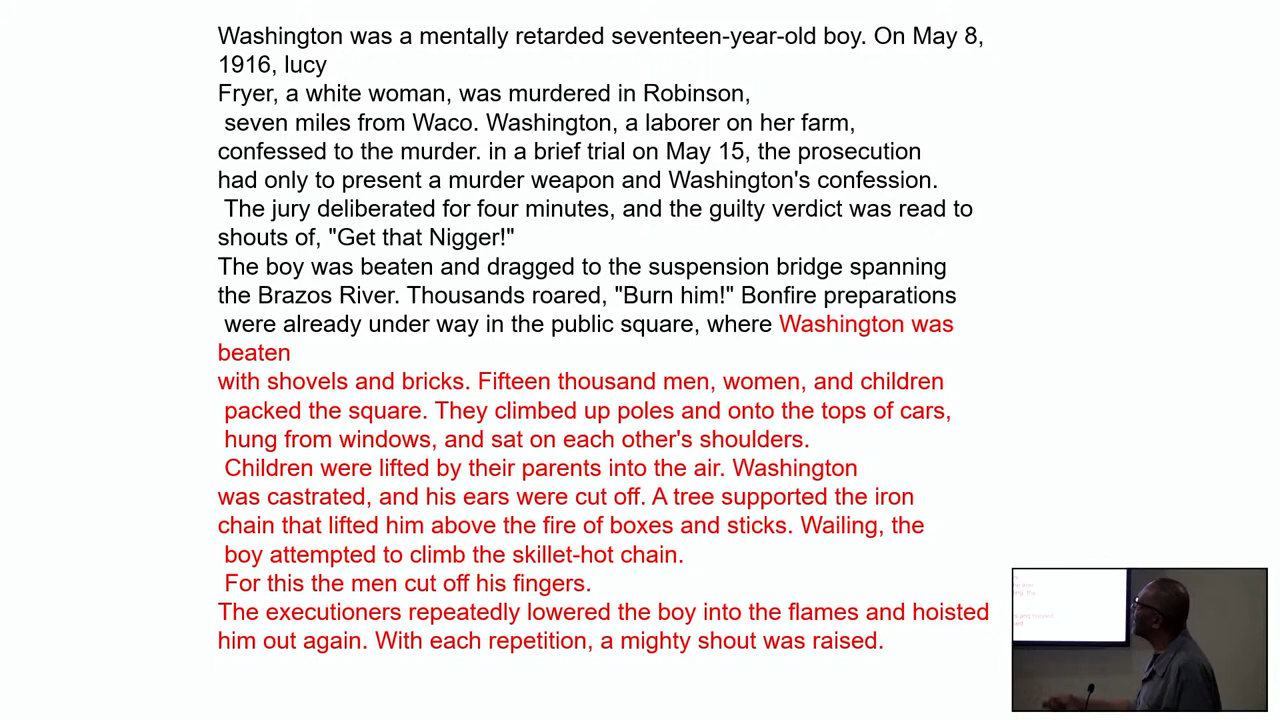 Washington was a mentally retarded seventeen-year-old boy. On May 8,
1916, lucy
Fryer, a white woman, was murdered in Robinson,
seven miles from Waco. Washington, a laborer on her farm,
confessed to the murder. in a brief trial on May 15, the prosecution
had only to present a murder weapon and Washington's confession.
The jury deliberated for four minutes, and the guilty verdict was read to
shouts of, "Get that Nigger!"
The boy was beaten and dragged to the suspension bridge spanning
the Brazos River. Thousands roared, "Burn him!" Bonfire preparations
were already under way in the public square, where Washington was
beaten
with shovels and bricks. Fifteen thousand men, women, and children
packed the square. They climbed up poles and onto the tops of cars,
hung from windows, and sat on each other's shoulders.
Children were lifted by their parents into the air. Washington
was castrated, and his ears were cut off. A tree supported the iron
chain that lifted him above the fire of boxes and sticks. Wailing, the
boy attempted to climb the skillet-hot chain.
For this the men cut off his fingers.
The executioners repeatedly lowered the boy into the flames and hoisted
him out again. With each repetition, a mighty shout was raised.